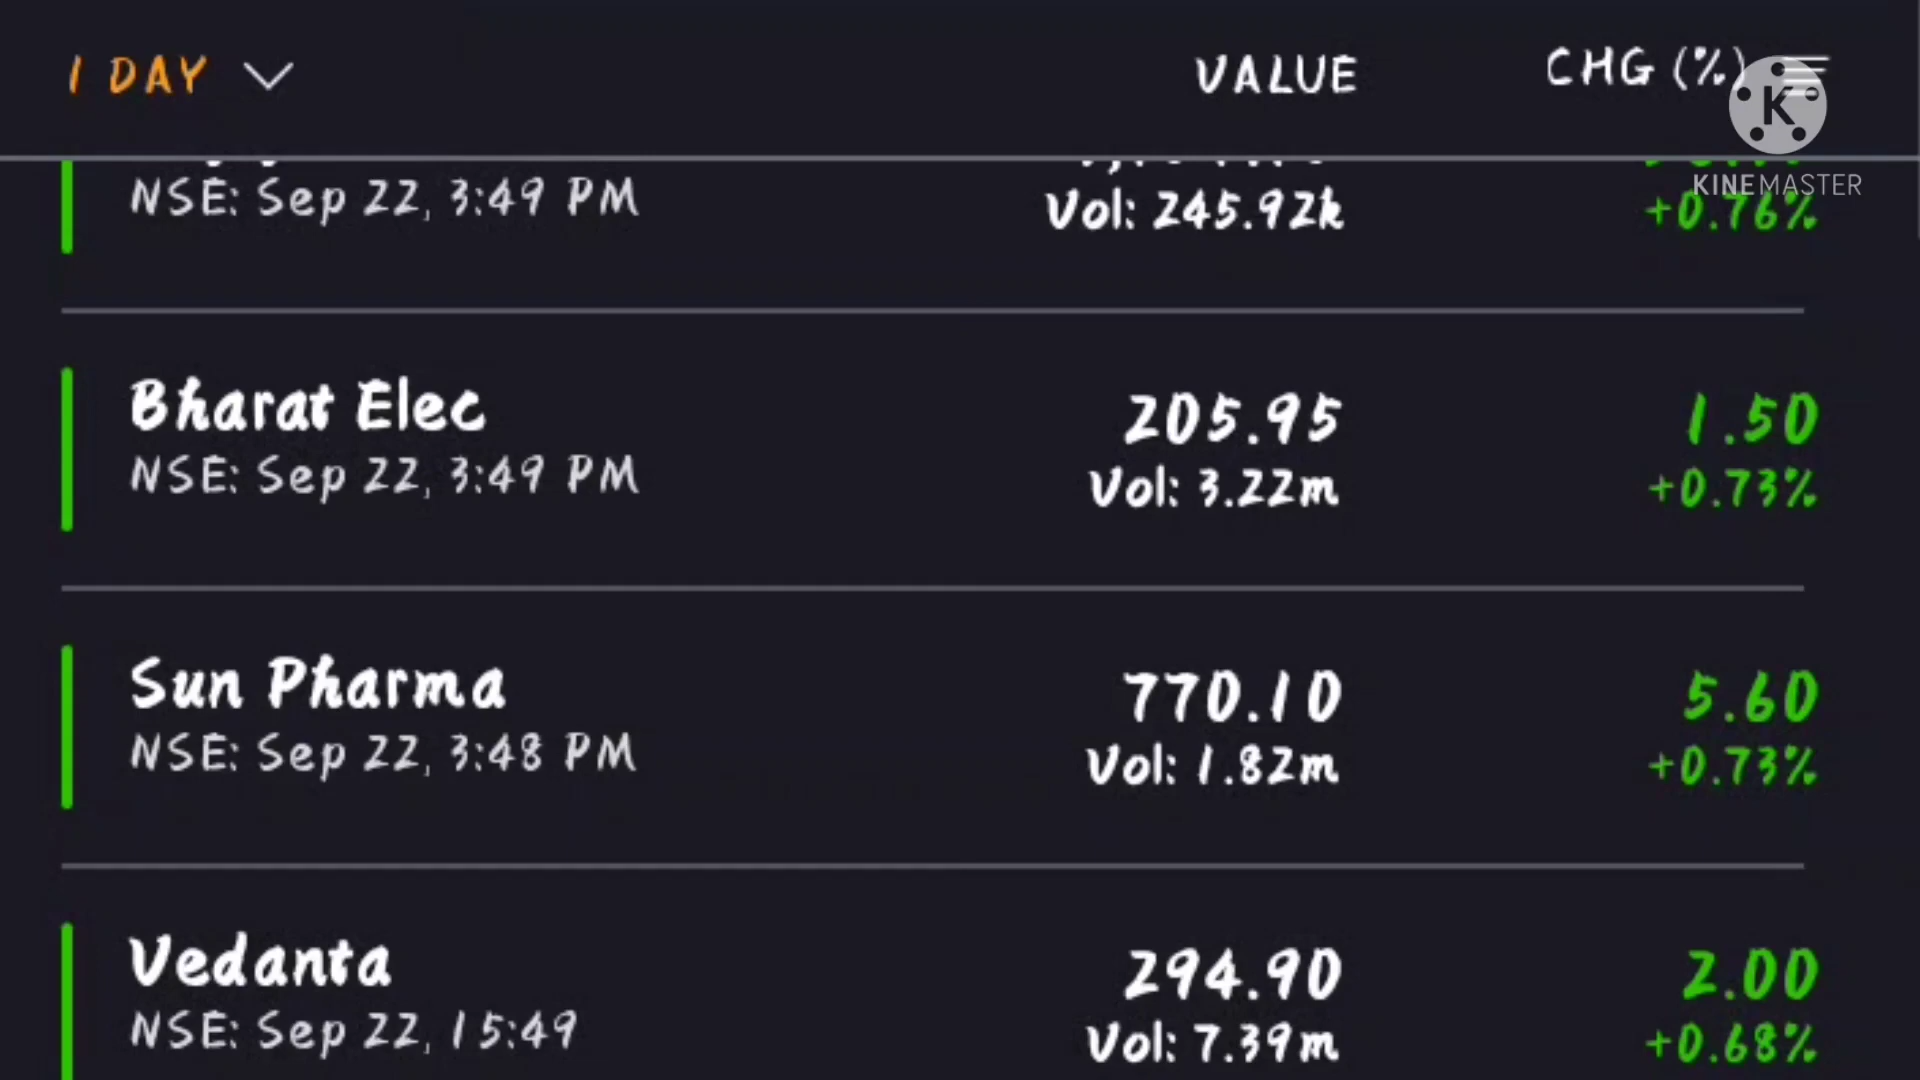 1 DAY VALUE CHG (%)
K
KINEMASTER
NSE: Sep 22, 3:49 PM Vol: 245.92k +0.76%
Bharat Elec 205.95 1.50
NSE: Sep 22, 3:49 PM Vol: 3.22m +0.73%
Sun Pharma 770.10 5.60
NSE: Sep 22, 3:48 PM Vol: 1.82m +0.73%
Vedanta 294.90 2.00
NSE: Sep 22, 15:49 Vol: 7.39m +0.68%